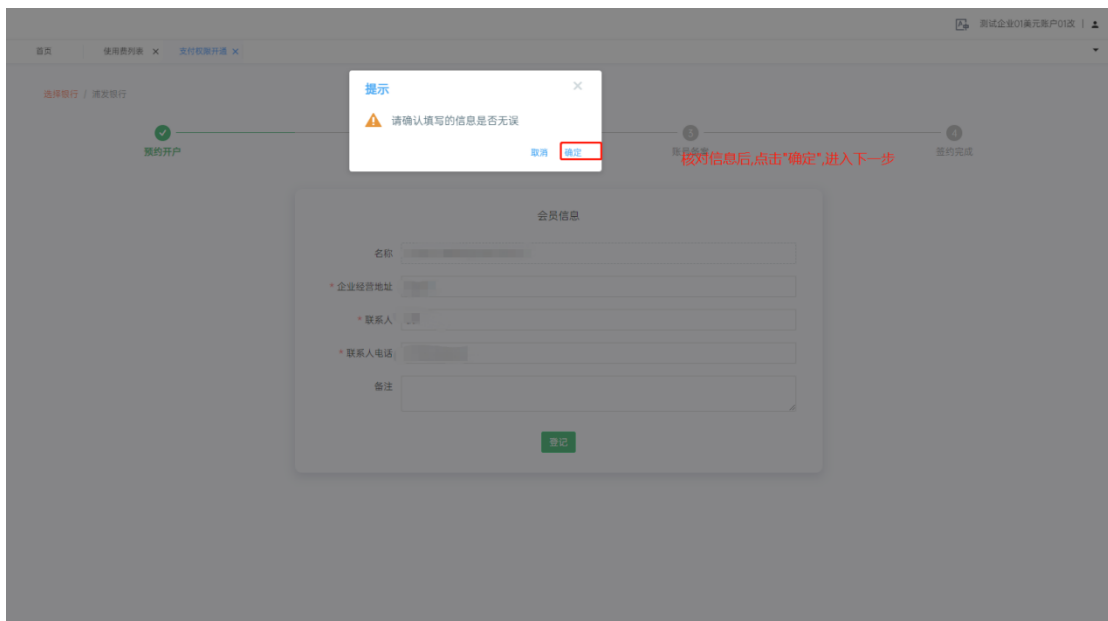 测试企业01美元账户01改
首页 使用费列表 × 支付权限开通 ×
选择银行 / 浦发银行
提示 ×
请确认填写的信息是否无误
取消 确定
预约开户
3
4
签约完成
核对信息后,点击"确定",进入下一步
会员信息
名称
* 企业经营地址
* 联系人
* 联系人电话
备注
登记